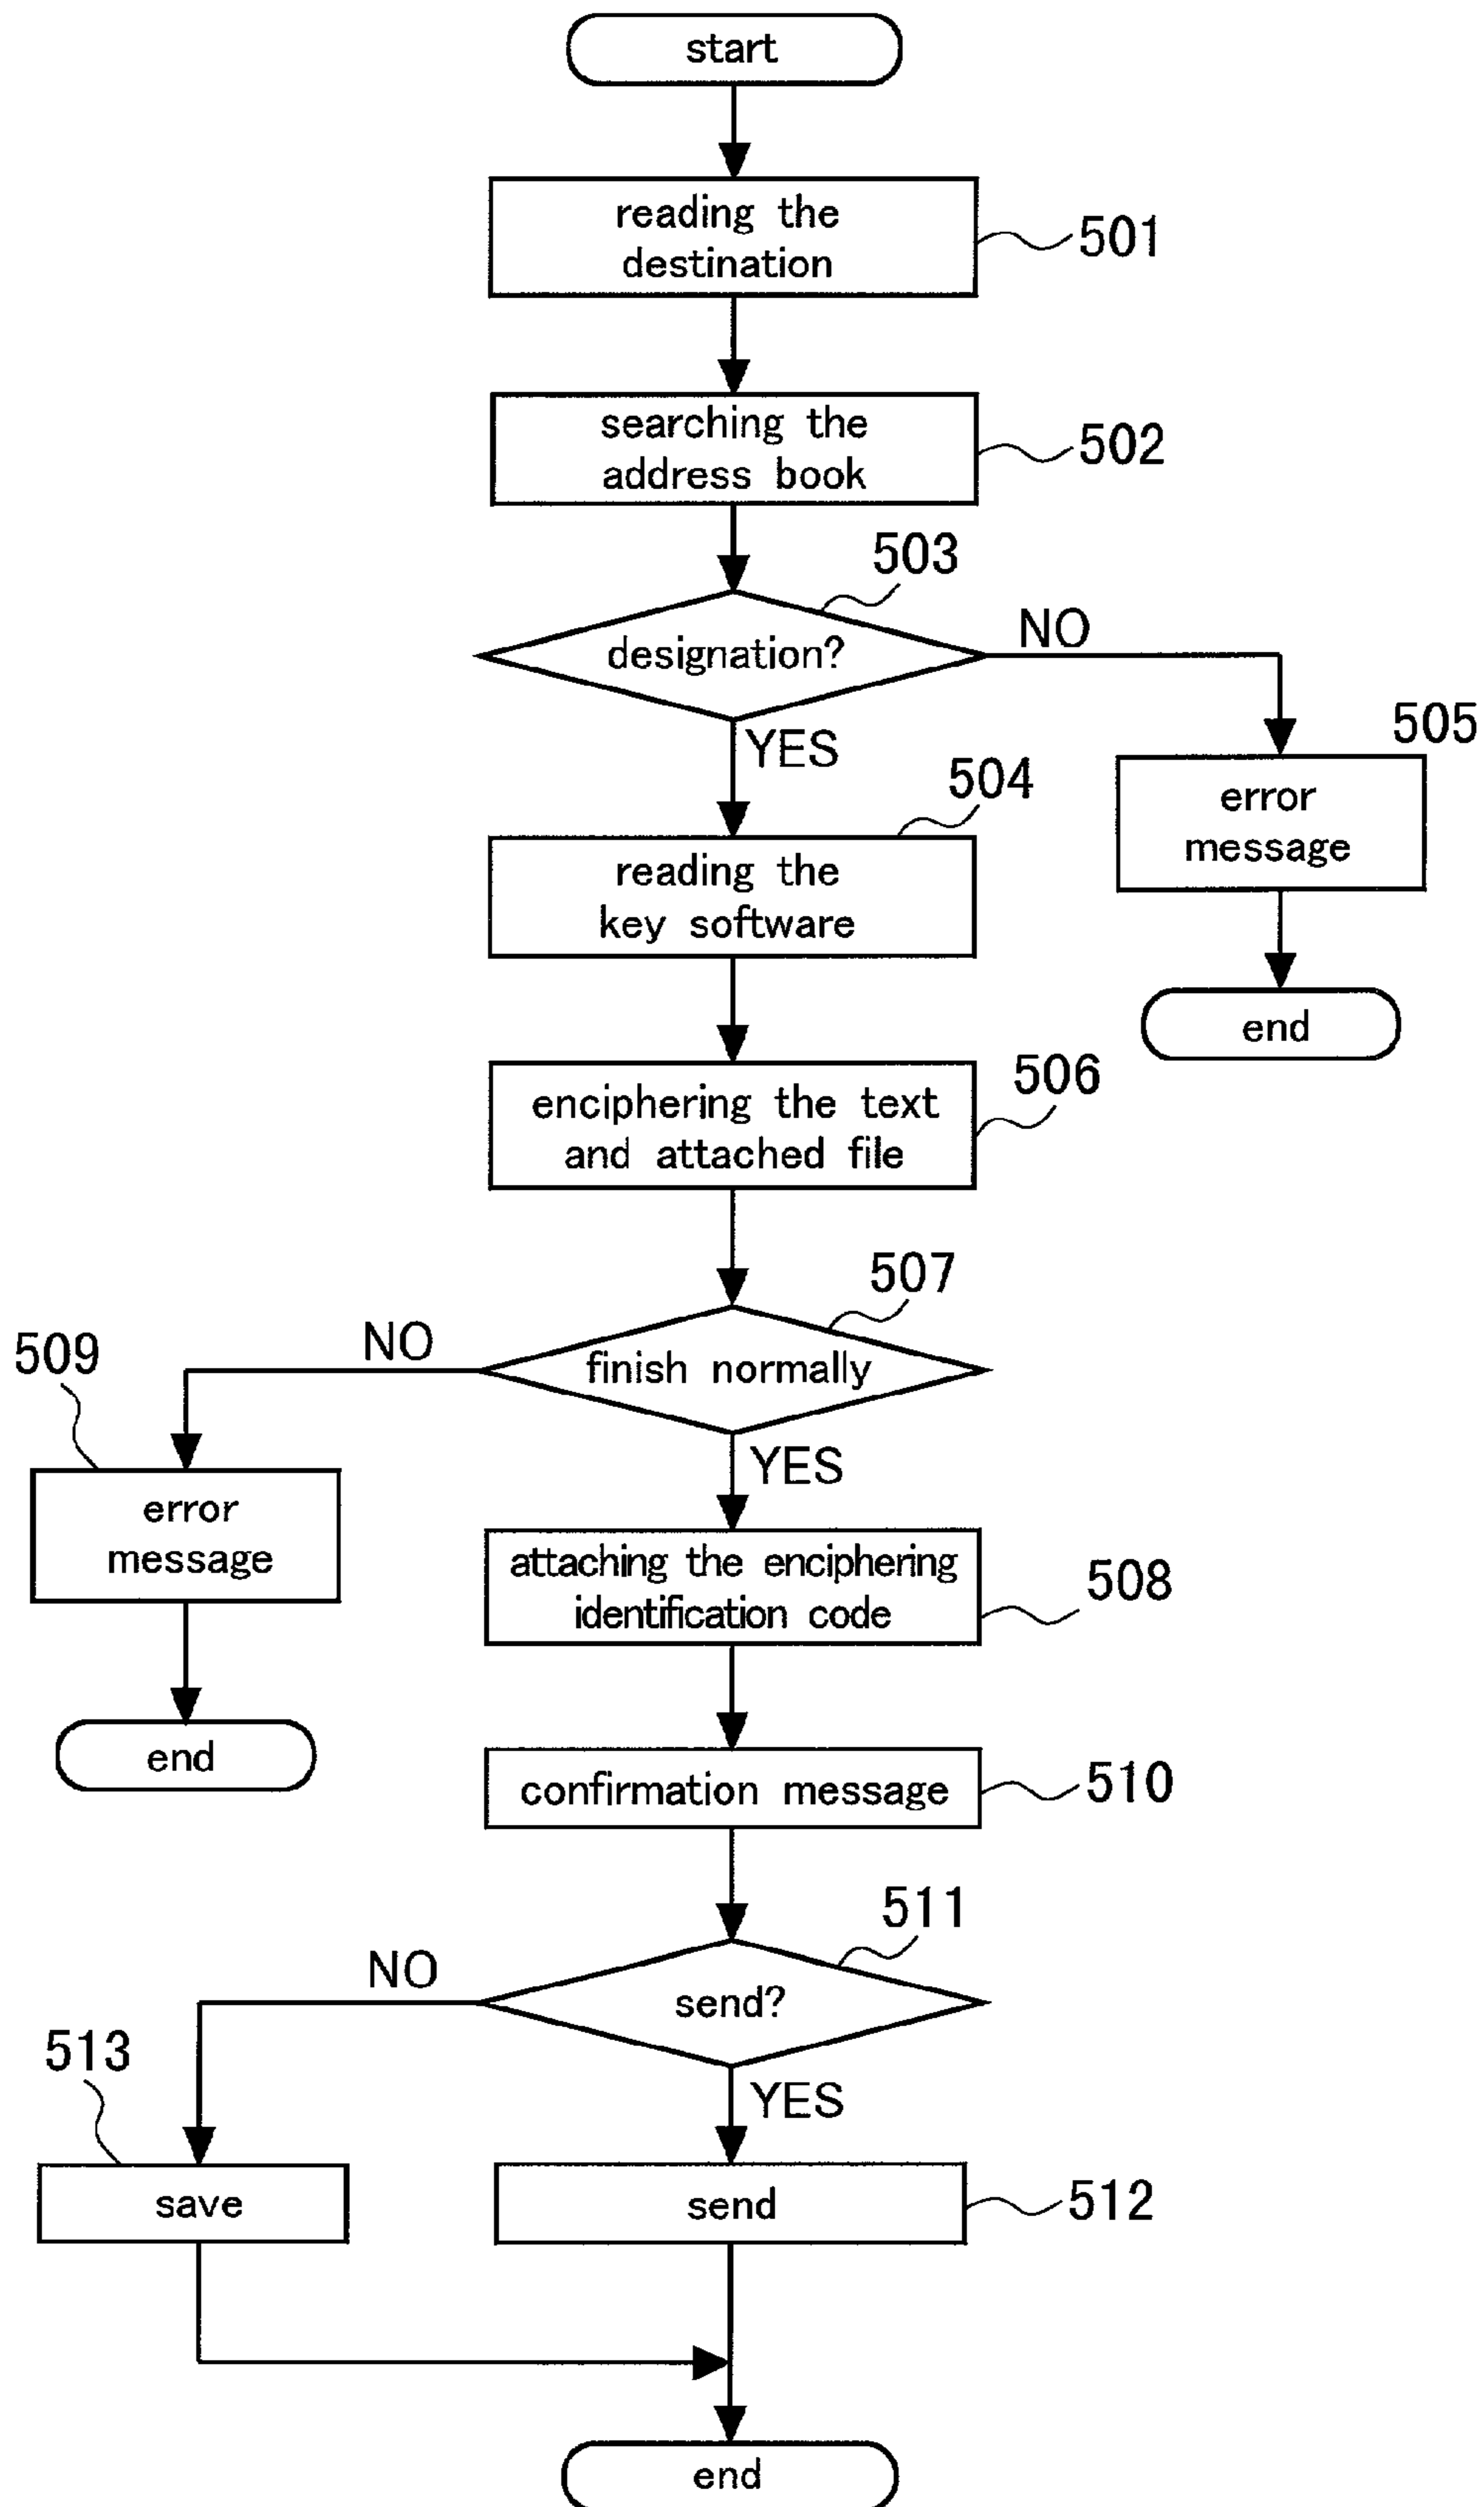 start
reading the
destination
501
searching the
address book
502
503
designation?
NO
YES
505
error
message
504
reading the
key software
end
506
enciphering the text
and attached file
507
finish normally
NO
509
YES
error
message
attaching the enciphering
identification code
508
end
confirmation message
510
511
send?
NO
513
YES
save
send
512
end